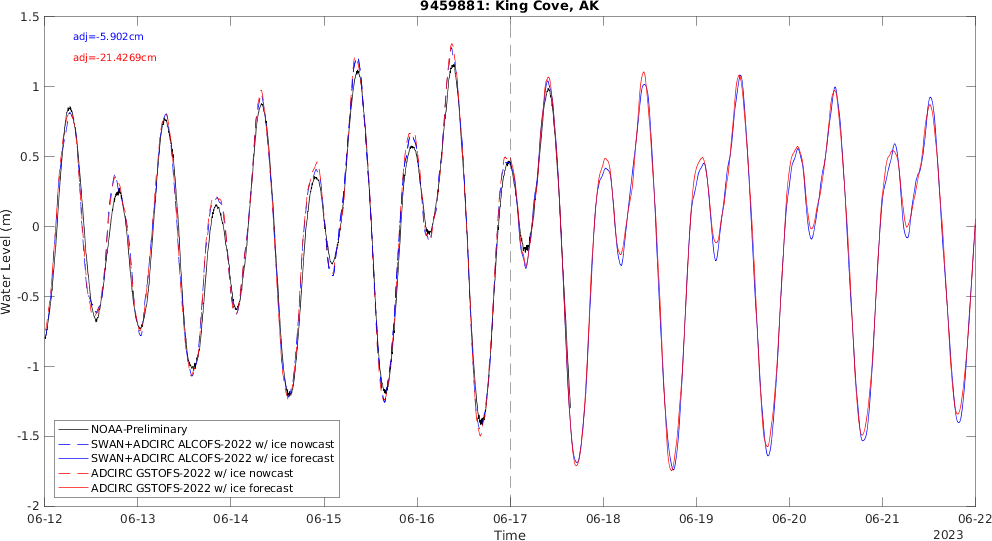 9459881: King Cove, AK
adj=-5.902cm
adj=-21.4269cm
Water Level (m)
1.5
1
0.5
0
-0.5
-1
-1.5
-2
NOAA-Preliminary
SWAN+ADCIRC ALCOFS-2022 w/ ice nowcast
SWAN+ADCIRC ALCOFS-2022 w/ ice forecast
ADCIRC GSTOFS-2022 w/ ice nowcast
ADCIRC GSTOFS-2022 w/ ice forecast
06-12 06-13 06-14 06-15 06-16 06-17 06-18 06-19 06-20 06-21 06-22
Time
2023